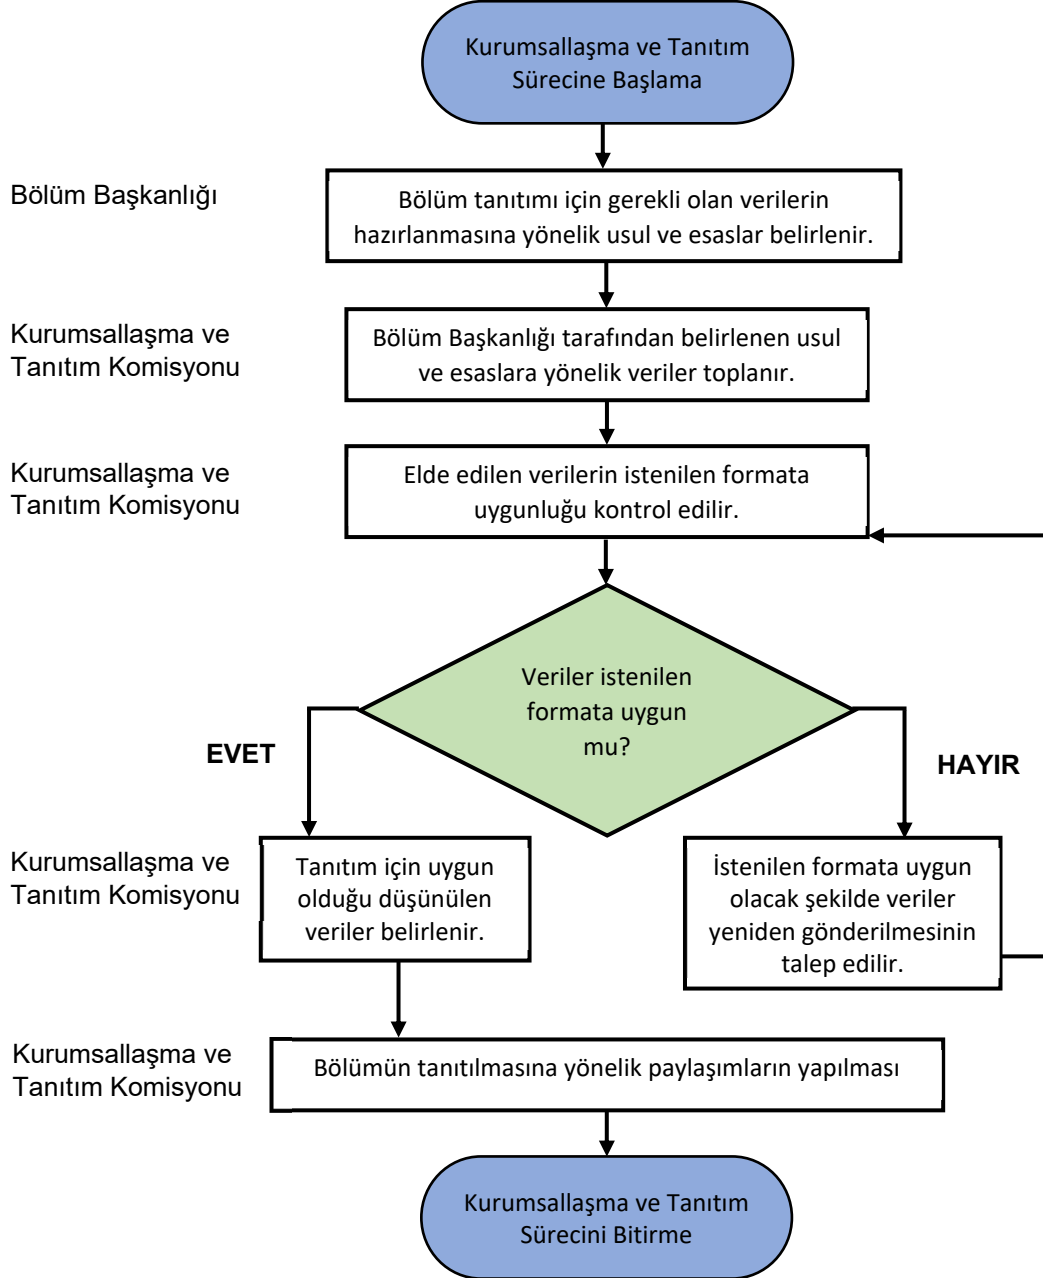 Kurumsallaşma ve Tanıtım
Sürecine Başlama
Bölüm Başkanlığı
Bölüm tanıtımı için gerekli olan verilerin
hazırlanmasına yönelik usul ve esaslar belirlenir.
Kurumsallaşma ve
Tanıtım Komisyonu
Bölüm Başkanlığı tarafından belirlenen usul
ve esaslara yönelik veriler toplanır.
Kurumsallaşma ve
Tanıtım Komisyonu
Elde edilen verilerin istenilen formata
uygunluğu kontrol edilir.
Veriler istenilen
formata uygun
mu?
EVET
HAYIR
Kurumsallaşma ve
Tanıtım Komisyonu
Tanıtım için uygun
olduğu düşünülen
veriler belirlenir.
İstenilen formata uygun
olacak şekilde veriler
yeniden gönderilmesinin
talep edilir.
Kurumsallaşma ve
Tanıtım Komisyonu
Bölümün tanıtılmasına yönelik paylaşımların yapılması
Kurumsallaşma ve Tanıtım
Sürecini Bitirme